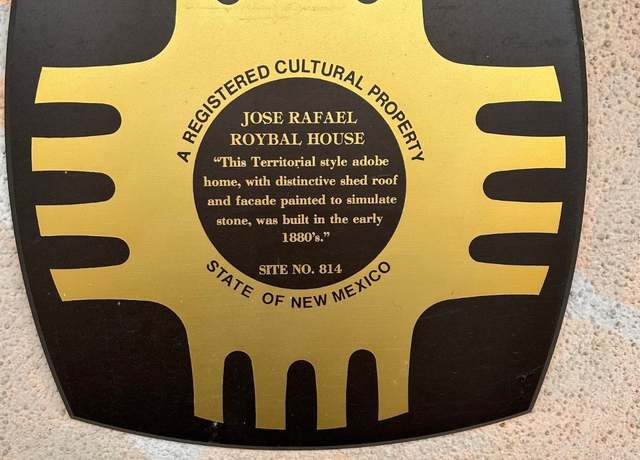 A REGISTERED CULTURAL PROPERTY
JOSE RAFAEL
ROYBAL HOUSE
“This Territorial style adobe
home, with distinctive shed roof
and facade painted to simulate
stone, was built in the early
1880's.”
SITE NO. 814
STATE OF NEW MEXICO